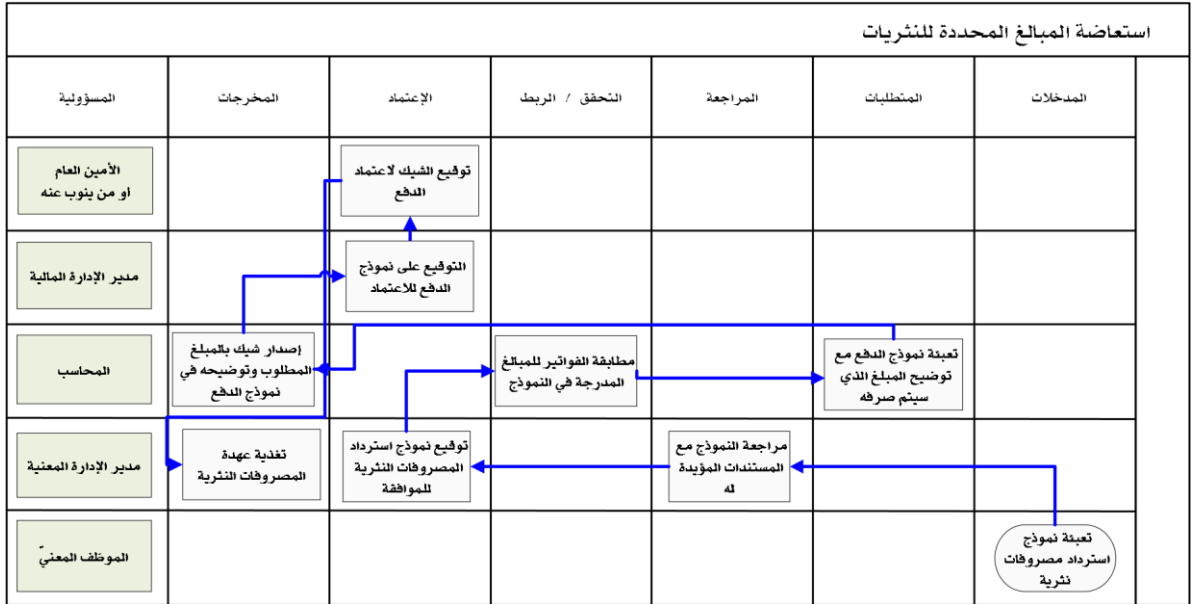 استعاضة المبالغ المحددة للنثريات
المدخلات
المتطلبات
المراجعة
التحقق / الربط
الإعتماد
المخرجات
المسؤولية
توقيع الشيك لاعتماد
الدفع
الأمين العام
او من ينوب عنه
التوقيع على نموذج
الدفع للاعتماد
مدير الإدارة المالية
تعبئة نموذج الدفع مع
توضيح المبلغ الذي
سيتم صرفه
مطابقة الفواتير للمبالغ
المدرجة في النموذج
إصدار شيك بالمبلغ
المطلوب وتوضيحه في
نموذج الدفع
المحاسب
مراجعة النموذج مع
المستندات المؤيدة
له
توقيع نموذج استرداد
المصروفات النثرية
للموافقة
تغذية عهدة
المصروفات النثرية
مدير الإدارة المعنية
تعبئة نموذج
استرداد مصروفات
نثرية
الموظف المعنيّ